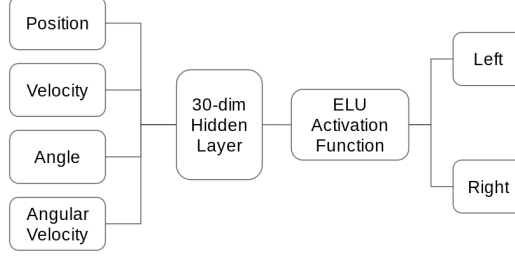 Position
Velocity
Angle
Angular
Velocity
30-dim
Hidden
Layer
ELU
Activation
Function
Left
Right